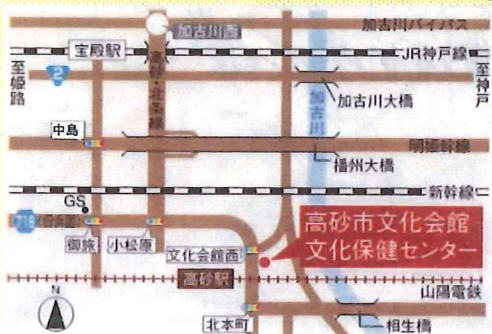 加古川バイパス
加古川西
宝殿駅
JR神戸線
至姫路
2
高砂・北条線
加古川
加古川大橋
至神戸
中島
明姫幹線
播州大橋
新幹線
GS
718
御旅
小松原
高砂市文化会館
文化保健センター
文化会館西
高砂駅
山陽電鉄
N
北本町
相生橋